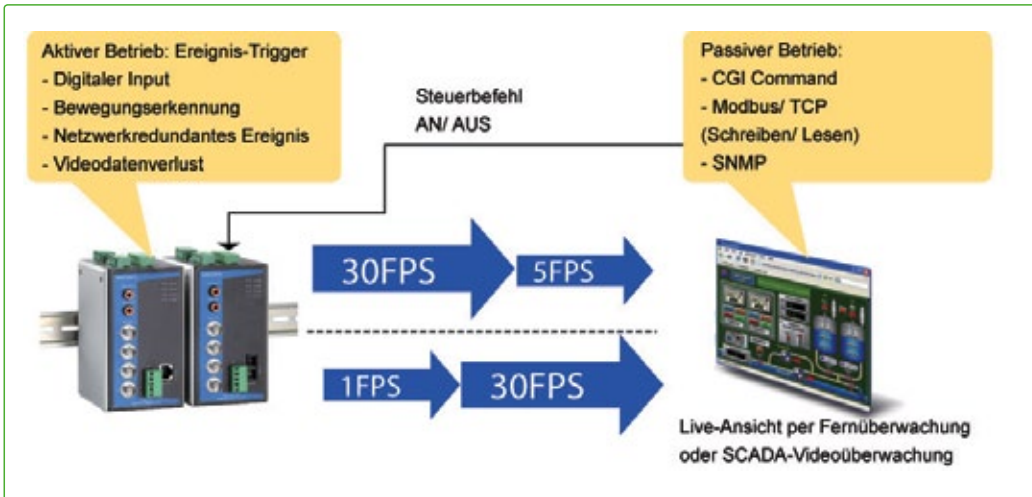 Aktiver Betrieb: Ereignis-Trigger
- Digitaler Input
- Bewegungserkennung
- Netzwerkredundantes Ereignis
- Videodatenverlust
Steuerbefehl
AN/ AUS
Passiver Betrieb:
- CGI Command
- Modbus/ TCP
(Schreiben/ Lesen)
- SNMP
30FPS
5FPS
1FPS
30FPS
Live-Ansicht per Fernüberwachung
oder SCADA-Videoüberwachung